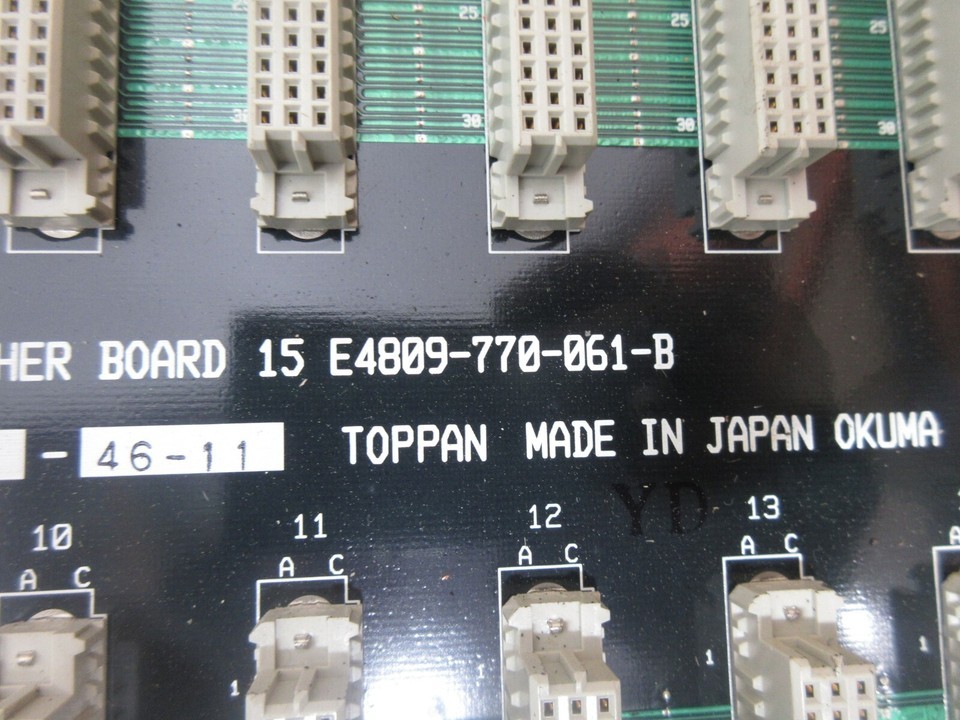 25 25 25
30 30 30
HER BOARD 15 E4809-770-061-B
-46-11 TOPPAN MADE IN JAPAN OKUMA
YD
10 11 12 13
A C A C A C A C A
1 1 1 1